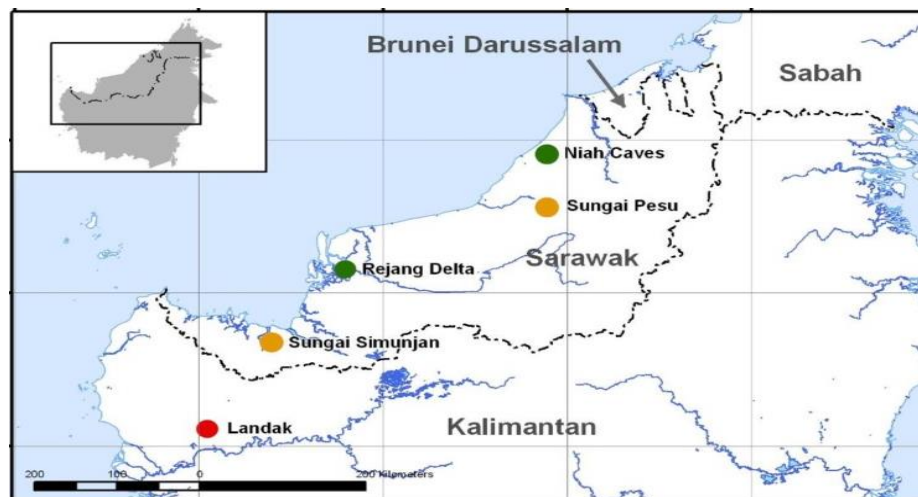 Brunei Darussalam
Sabah
Niah Caves
Sungai Pesu
Sarawak
Rejang Delta
Sungai Simunjan
Landak
Kalimantan
200 100 0 200 Kilometers